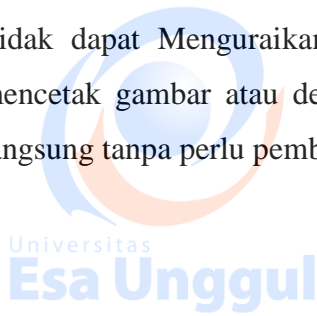 idak dapat Menguraikan
mencetak gambar atau de
angsung tanpa perlu pemb
Universitas
Esa Unggul